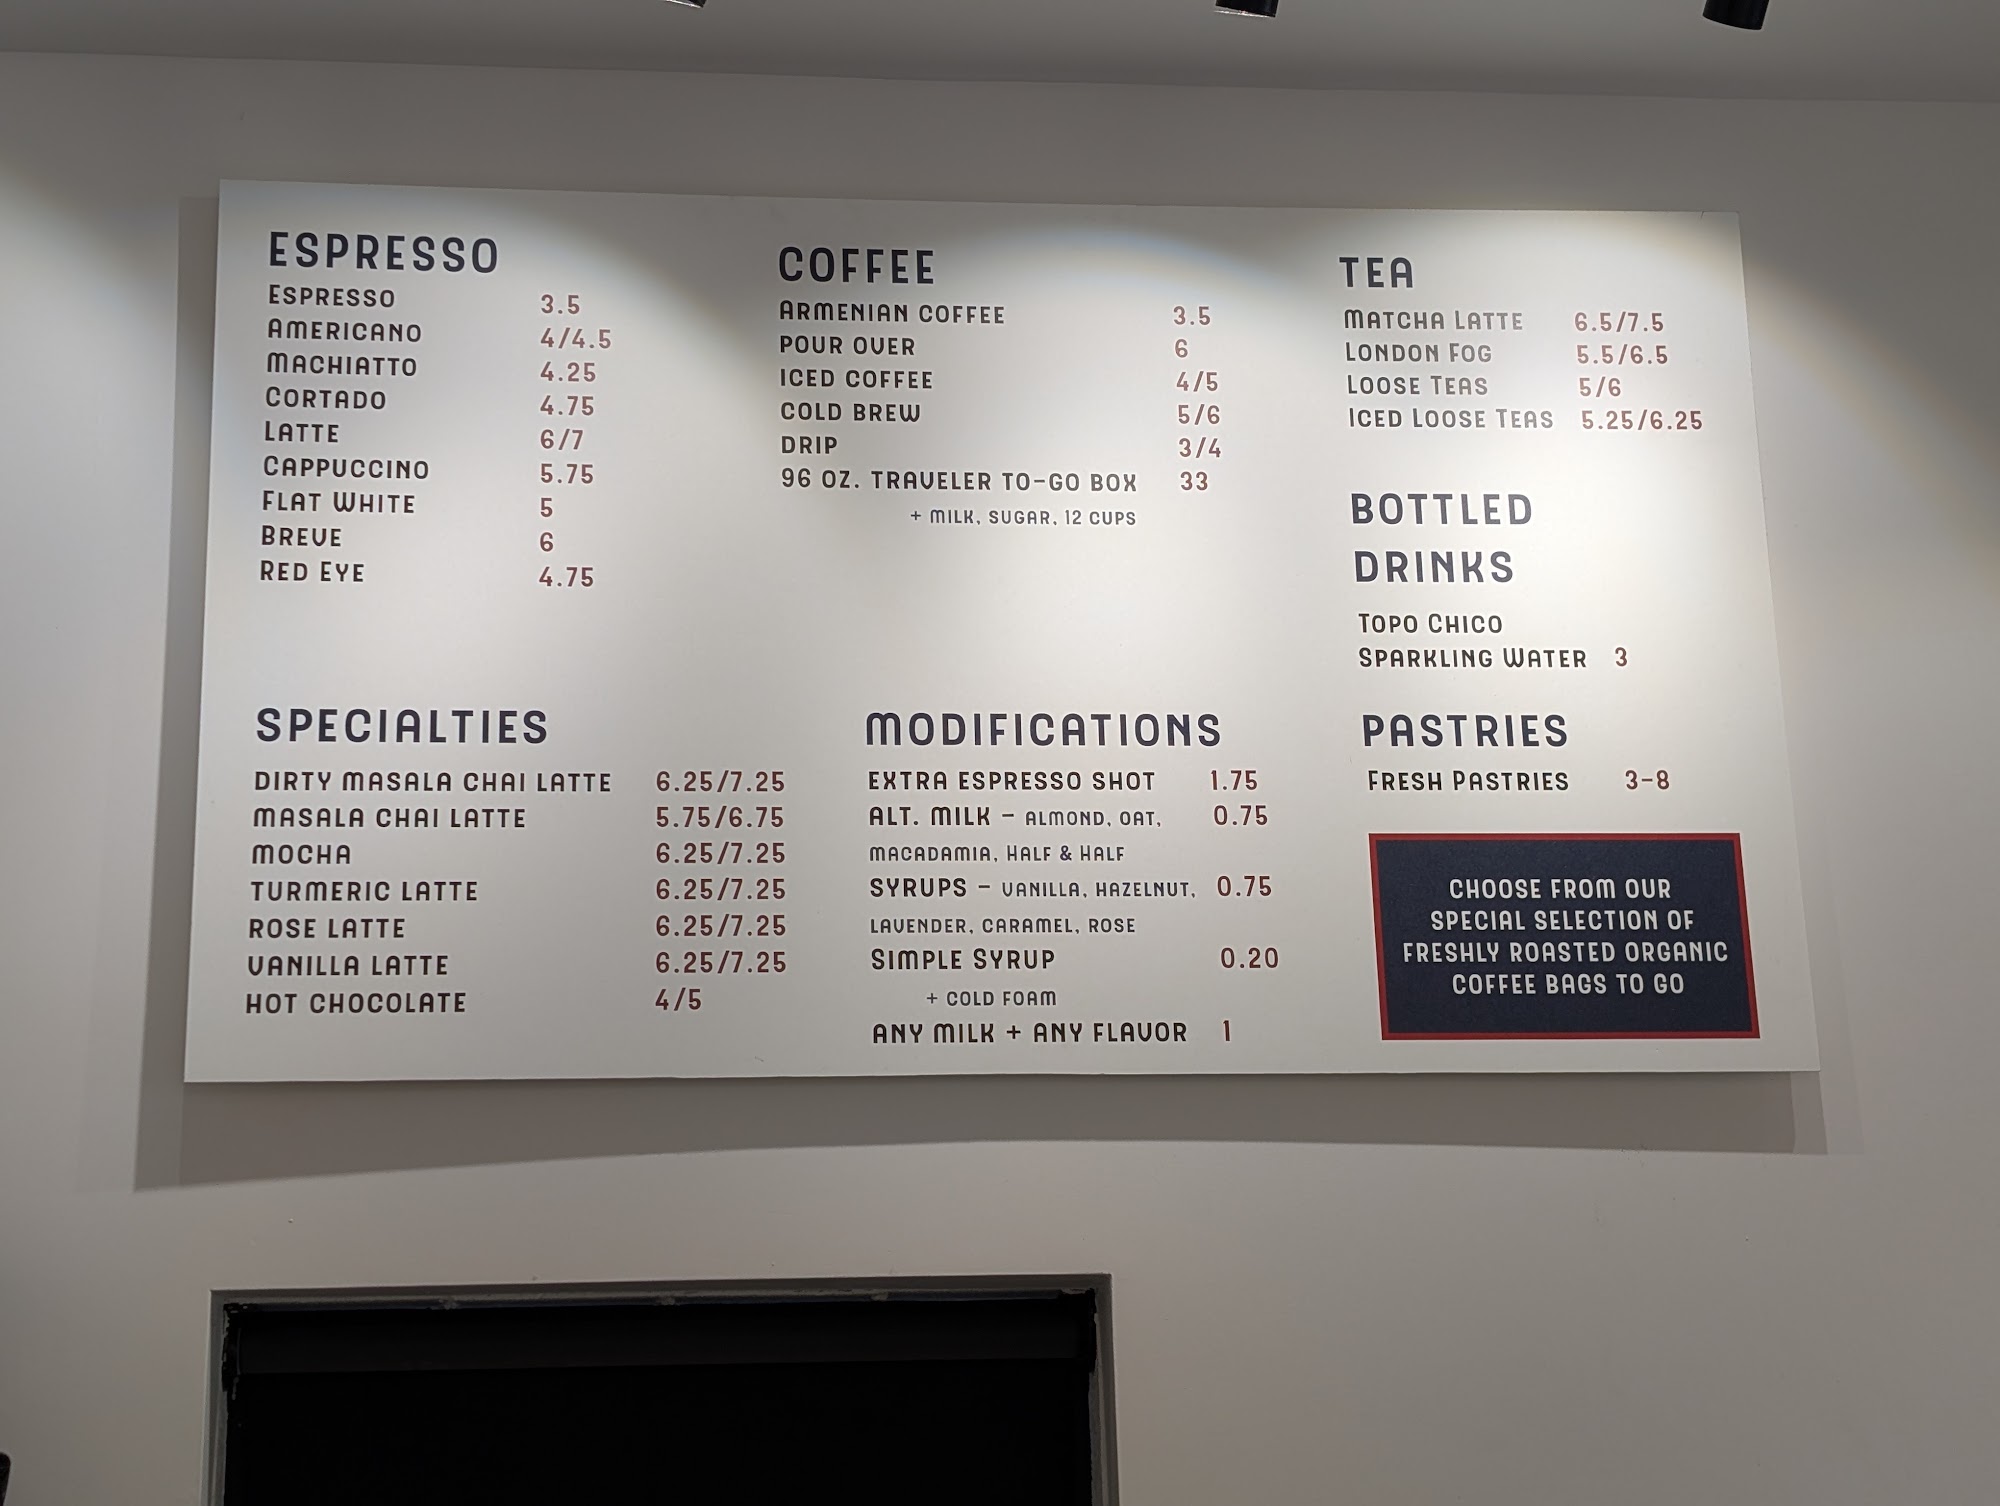 ESPRESSO
ESPRESSO 3.5
AMERICANO 4/4.5
MACHIATTO 4.25
CORTADO 4.75
LATTE 6/7
CAPPUCCINO 5.75
FLAT WHITE 5
BREVE 6
RED EYE 4.75
COFFEE
ARMENIAN COFFEE 3.5
POUR OVER 6
ICED COFFEE 4/5
COLD BREW 5/6
DRIP 3/4
96 OZ. TRAVELER TO-GO BOX 33
+ MILK, SUGAR, 12 CUPS
TEA
MATCHA LATTE 6.5/7.5
LONDON FOG 5.5/6.5
LOOSE TEAS 5/6
ICED LOOSE TEAS 5.25/6.25
BOTTLED
DRINKS
TOPO CHICO
SPARKLING WATER 3
SPECIALTIES
DIRTY MASALA CHAI LATTE 6.25/7.25
MASALA CHAI LATTE 5.75/6.75
MOCHA 6.25/7.25
TURMERIC LATTE 6.25/7.25
ROSE LATTE 6.25/7.25
VANILLA LATTE 6.25/7.25
HOT CHOCOLATE 4/5
MODIFICATIONS
EXTRA ESPRESSO SHOT 1.75
ALT. MILK - ALMOND, OAT, 0.75
MACADAMIA, HALF & HALF
SYRUPS - VANILLA, HAZELNUT, 0.75
LAVENDER, CARAMEL, ROSE
SIMPLE SYRUP 0.20
+ COLD FOAM
ANY MILK + ANY FLAVOR 1
PASTRIES
FRESH PASTRIES 3-8
CHOOSE FROM OUR
SPECIAL SELECTION OF
FRESHLY ROASTED ORGANIC
COFFEE BAGS TO GO